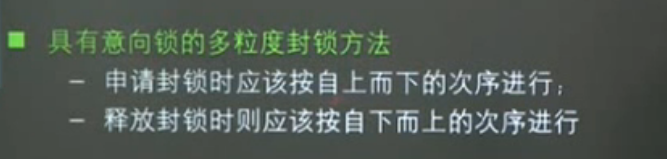 具有意向锁的多粒度封锁方法
- 申请封锁时应该按自上而下的次序进行；
- 释放封锁时则应该按自下而上的次序进行